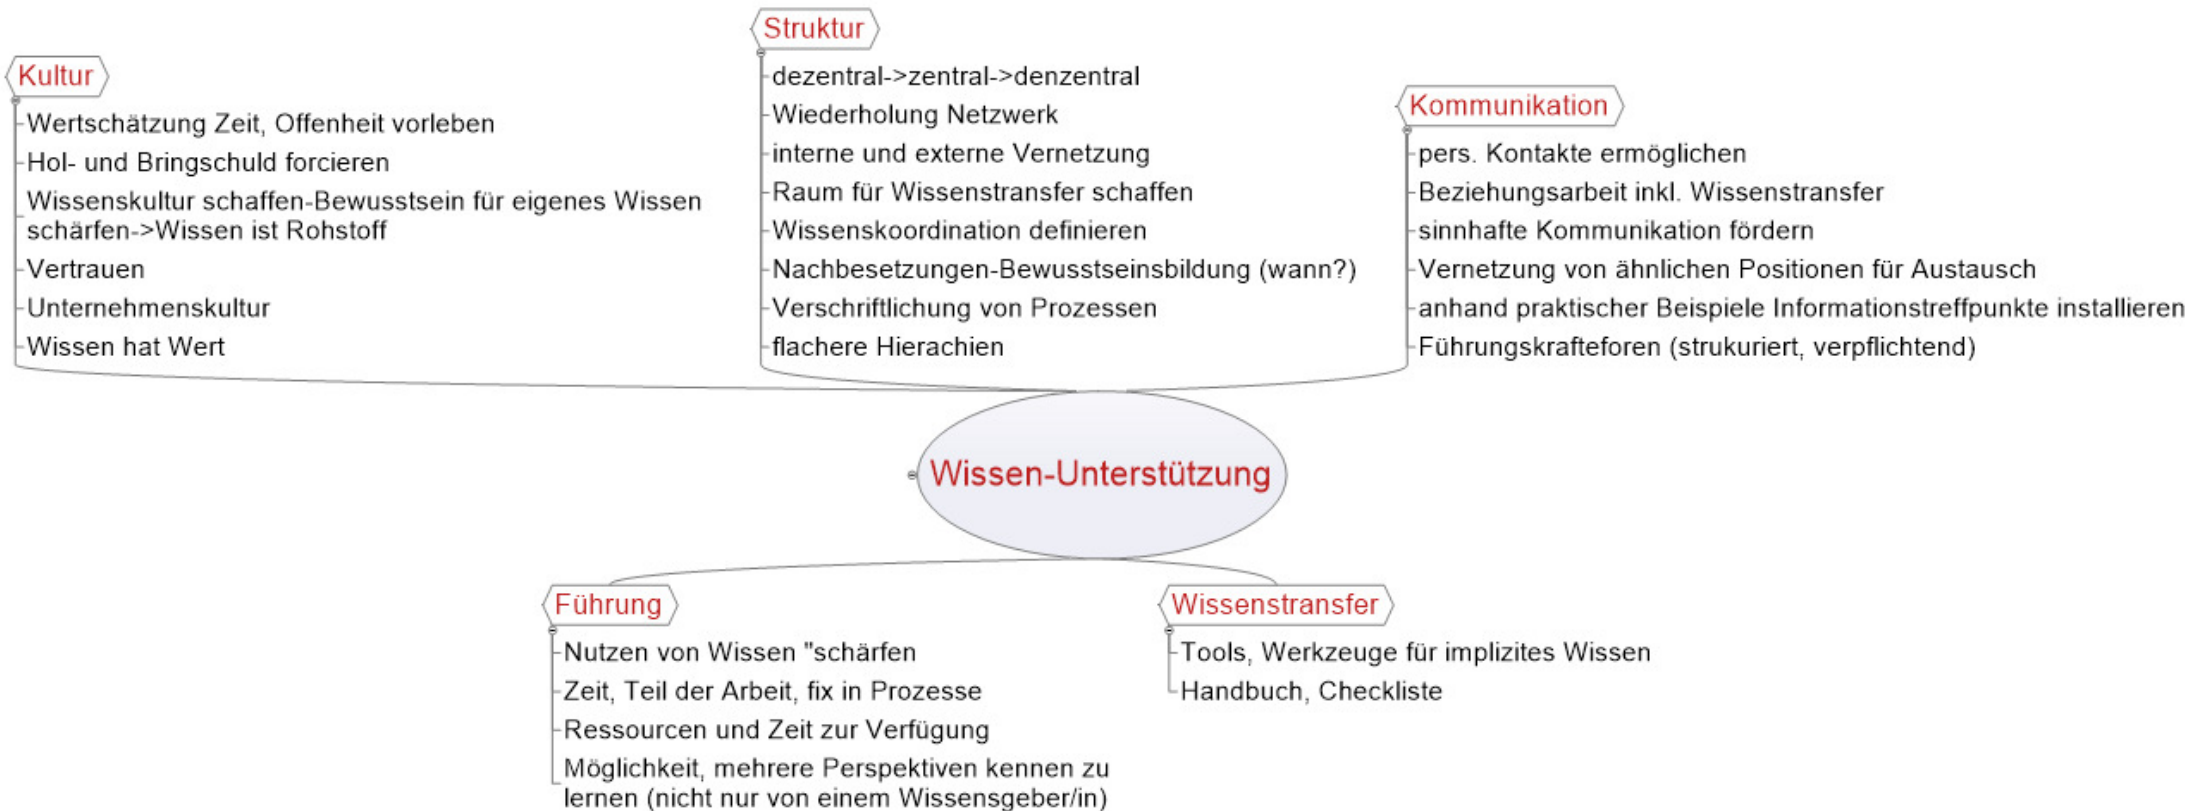 Kultur
Wertschätzung Zeit, Offenheit vorleben
Hol- und Bringschuld forcieren
Wissenskultur schaffen-Bewusstsein für eigenes Wissen
schärfen->Wissen ist Rohstoff
Vertrauen
Unternehmenskultur
Wissen hat Wert
Struktur
dezentral->zentral->denzentral
Wiederholung Netzwerk
interne und externe Vernetzung
Raum für Wissenstransfer schaffen
Wissenskoordination definieren
Nachbesetzungen-Bewusstseinsbildung (wann?)
Verschriftlichung von Prozessen
flachere Hierachien
Kommunikation
pers. Kontakte ermöglichen
Beziehungsarbeit inkl. Wissenstransfer
sinnhafte Kommunikation fördern
Vernetzung von ähnlichen Positionen für Austausch
anhand praktischer Beispiele Informationstreffpunkte installieren
Führungskrafteforen (strukuriert, verpflichtend)
Wissen-Unterstützung
Führung
Nutzen von Wissen "schärfen
Zeit, Teil der Arbeit, fix in Prozesse
Ressourcen und Zeit zur Verfügung
Möglichkeit, mehrere Perspektiven kennen zu
lernen (nicht nur von einem Wissensgeber/in)
Wissenstransfer
Tools, Werkzeuge für implizites Wissen
Handbuch, Checkliste